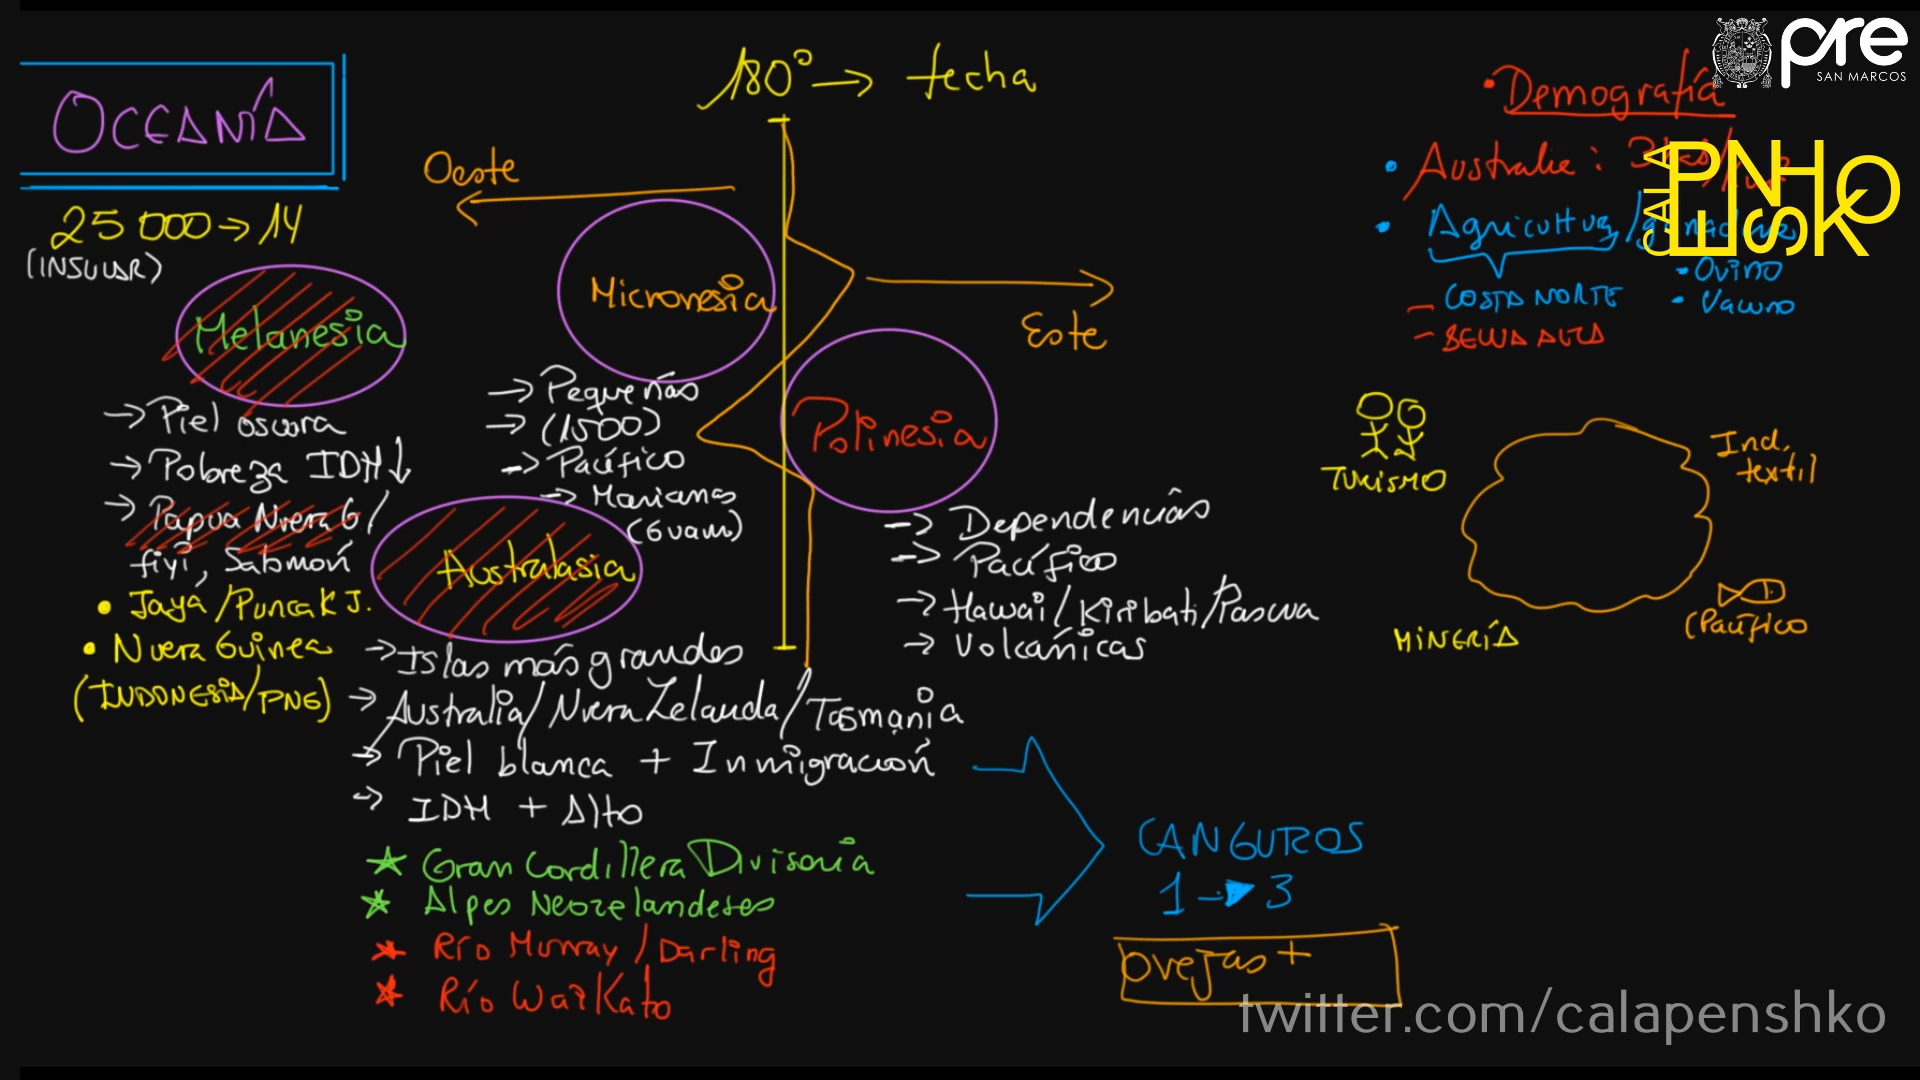 OCEANÍA
25 000 → 14
(INSULAR)
180° → fecha
Oeste
Este
Melanesia
→ Piel oscura
→ Pobreza IDH↓
→ Papua Nueva G/
fiyi, Salomón
• Jaya/Puncak J.
• Nueva Guinea
(INDONESIA/PNG)
Micronesia
→ Pequeñas
→ (1500)
→ Pacífico
→ Marianas
(Guam)
Polinesia
→ Dependencias
→ Pacífico
→ Hawai/Kiribati/Pascua
→ Volcánicas
Australasia
→ Islas más grandes
→ Australia/Nueva Zelanda/Tasmania
→ Piel blanca + Inmigración
→ IDH + Alto
★ Gran Cordillera Divisoria
★ Alpes Neozelandeses
★ Río Murray/Darling
★ Río Waikato
CANGUROS
1 → 3
Ovejas +
• Demografía
• Australia: 3
• Agricultura/
- COSTA NORTE
- SELVA ALTA
• Ovino
• Vacuno
TURISMO
Ind. textil
MINERÍA
(Pacífico
pre
SAN MARCOS
CALA
PENSHKO
twitter.com/calapenshko